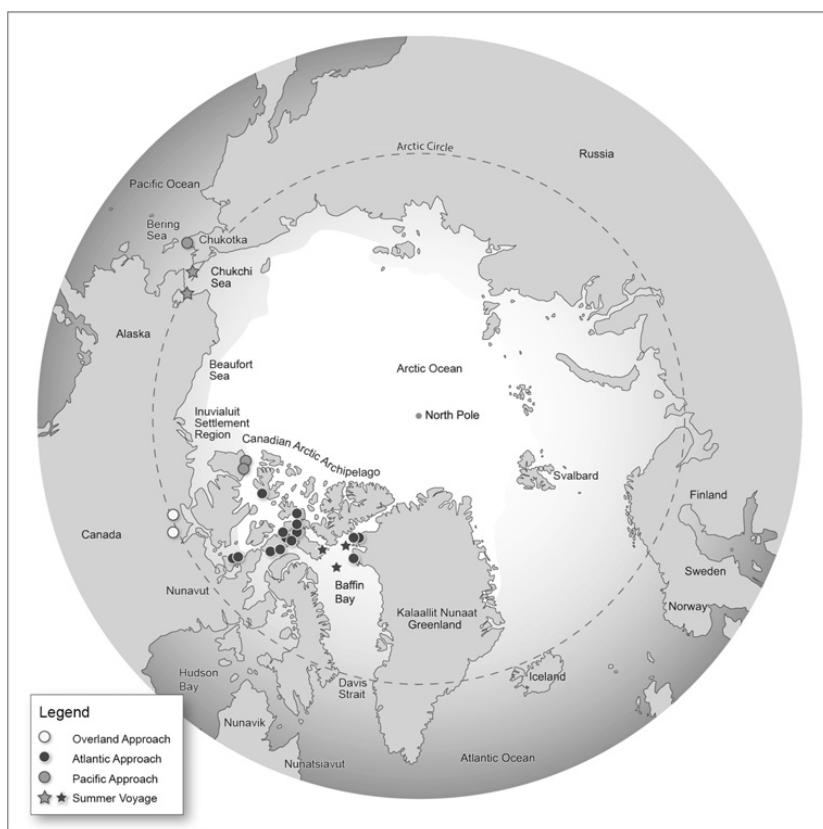 Arctic Circle
Russia
Pacific Ocean
Bering
Sea
Chukotka
Chukchi
Sea
Alaska
Beaufort
Sea
Arctic Ocean
Inuvialuit
Settlement
Region
North Pole
Canadian Arctic Archipelago
Svalbard
Finland
Canada
Sweden
Nunavut
Baffin
Bay
Kalaallit Nunaat
Greenland
Norway
Hudson
Bay
Davis
Strait
Iceland
Nunavik
Nunatsiavut
Atlantic Ocean
Legend
Overland Approach
Atlantic Approach
Pacific Approach
Summer Voyage